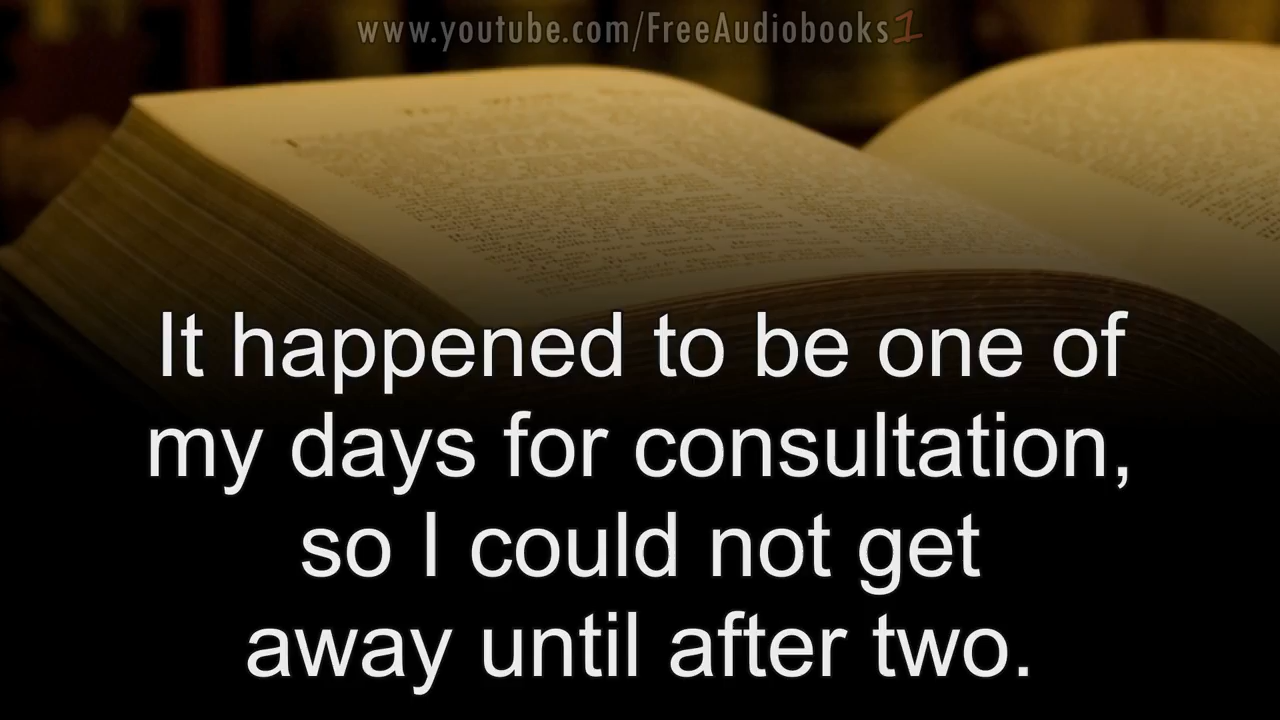 www.youtube.com/FreeAudiobooks1
It happened to be one of
my days for consultation,
so I could not get
away until after two.